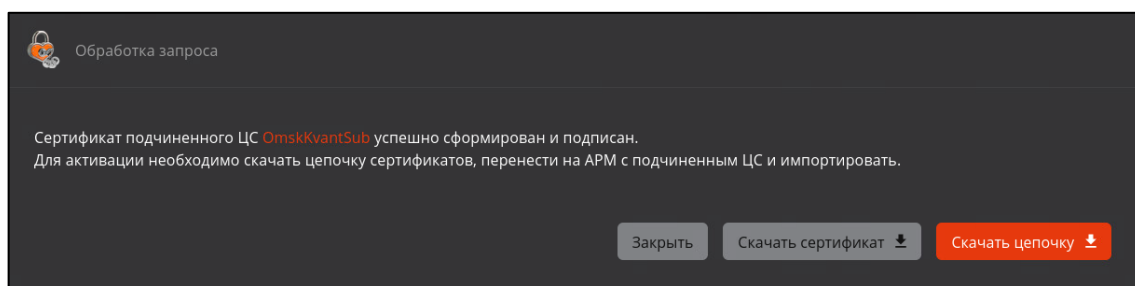 Обработка запроса
Сертификат подчиненного ЦС OmskKvantSub успешно сформирован и подписан.
Для активации необходимо скачать цепочку сертификатов, перенести на АРМ с подчиненным ЦС и импортировать.
Закрыть Скачать сертификат Скачать цепочку